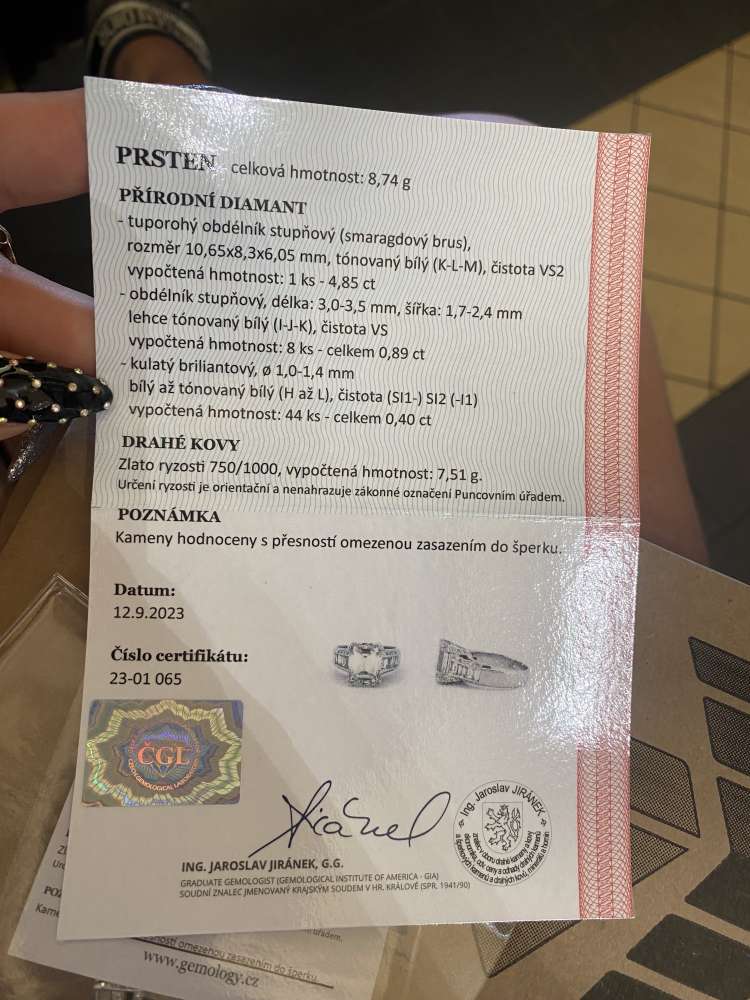 PRSTEN celková hmotnost: 8,74 g
PŘÍRODNÍ DIAMANT
- tuporohý obdélník stupňový (smaragdový brus),
rozměr 10,65x8,3x6,05 mm, tónovaný bílý (K-L-M), čistota VS2
vypočtená hmotnost: 1 ks - 4,85 ct
- obdélník stupňový, délka: 3,0-3,5 mm, šířka: 1,7-2,4 mm
lehce tónovaný bílý (I-J-K), čistota VS
vypočtená hmotnost: 8 ks - celkem 0,89 ct
- kulatý briliantový, ø 1,0-1,4 mm
bílý až tónovaný bílý (H až L), čistota (SI1-) SI2 (-I1)
vypočtená hmotnost: 44 ks - celkem 0,40 ct
DRAHÉ KOVY
Zlato ryzosti 750/1000, vypočtená hmotnost: 7,51 g.
Určení ryzosti je orientační a nenahrazuje zákonné označení Puncovním úřadem.
POZNÁMKA
Kameny hodnoceny s přesností omezenou zasazením do šperku.
Datum:
12.9.2023
Číslo certifikátu:
23-01 065
ČGL
Ing. Jaroslav JIRÁNEK
ING. JAROSLAV JIRÁNEK, G.G.
GRADUATE GEMOLOGIST (GEMOLOGICAL INSTITUTE OF AMERICA - GIA)
SOUDNÍ ZNALEC JMENOVANÝ KRAJSKÝM SOUDEM V HR. KRÁLOVÉ (SPR. 1941/90)
úřadem.
omezenou zasazením do šperku.
www.gemology.cz